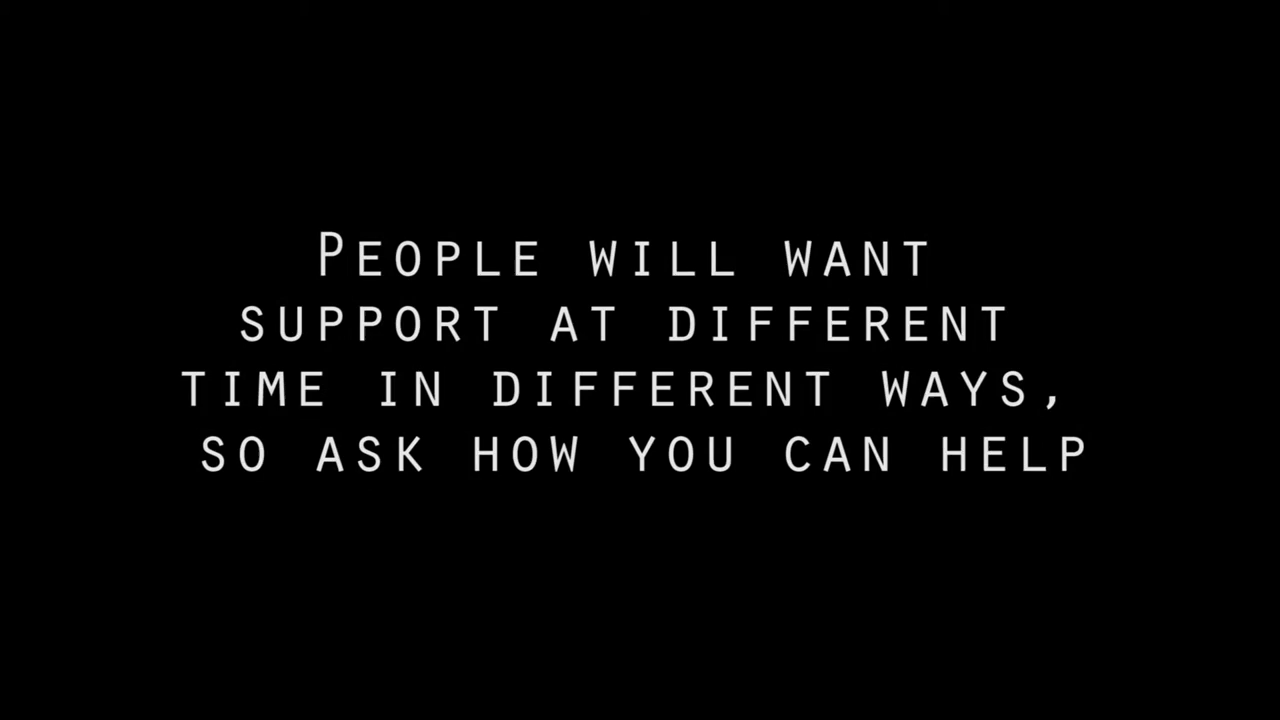 PEOPLE WILL WANT
SUPPORT AT DIFFERENT
TIME IN DIFFERENT WAYS,
SO ASK HOW YOU CAN HELP